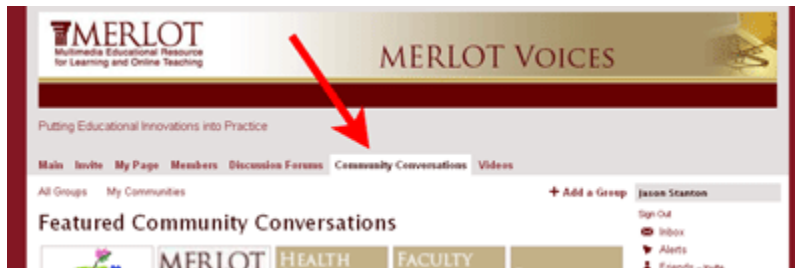 MERLOT
Multimedia Educational Resource
for Learning and Online Teaching
MERLOT VOICES
Putting Educational Innovations into Practice
Main Invite My Page Members Discussion Forums Community Conversations Videos
All Groups My Communities + Add a Group Jason Stanton
Featured Community Conversations
Sign Out
Inbox
Alerts
Friends - Invite
MERLOT HEALTH FACULTY